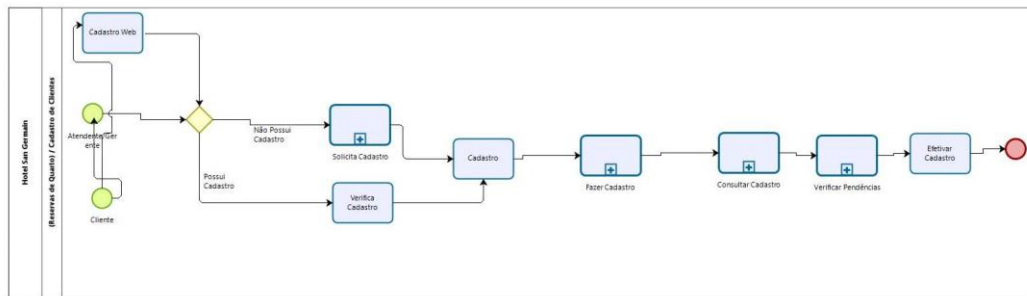 Hotel San Germain
(Reservas de Quarto) / Cadastro de Clientes
Cadastro Web
Atendente/Ger
ente
Cliente
Não Possui
Cadastro
Possui
Cadastro
Solicita Cadastro
Verifica
Cadastro
Cadastro
Fazer Cadastro
Consultar Cadastro
Verificar Pendências
Efetivar
Cadastro